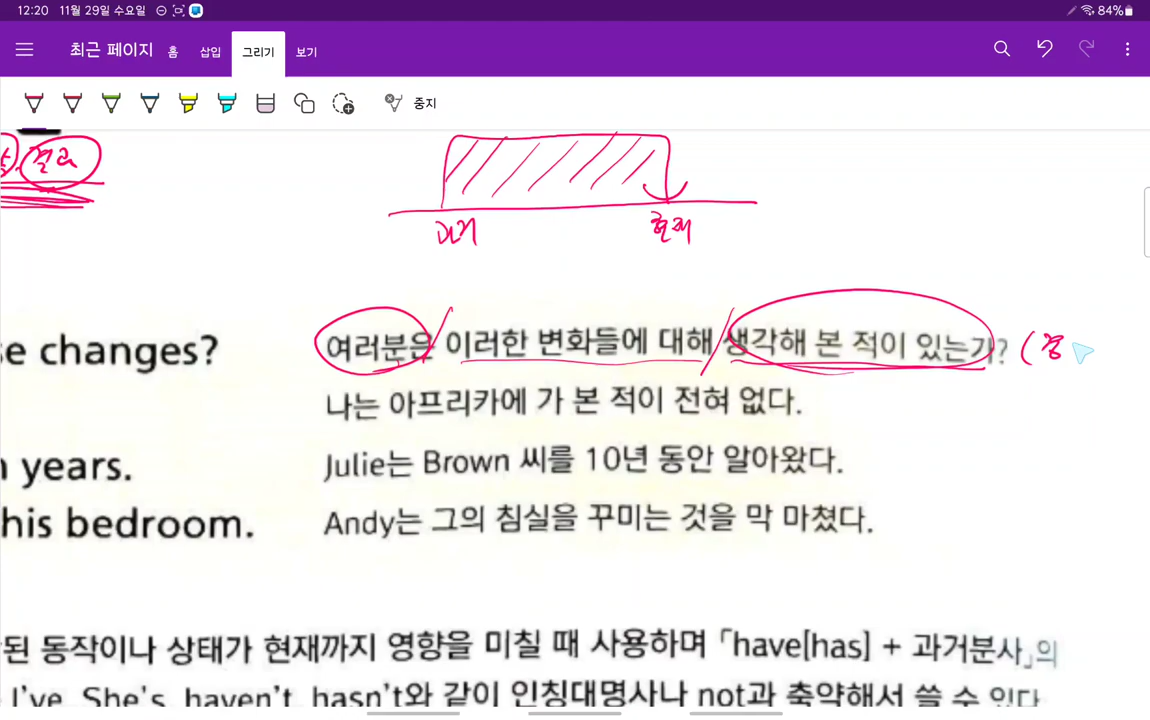 12:20 11월 29일 수요일 84%
최근 페이지 홈 삽입 그리기 보기
중지
결과
과거 현재
se changes? 여러분은 이러한 변화들에 대해 생각해 본 적이 있는가? (경
나는 아프리카에 가 본 적이 전혀 없다.
n years. Julie는 Brown 씨를 10년 동안 알아왔다.
his bedroom. Andy는 그의 침실을 꾸미는 것을 막 마쳤다.
된 동작이나 상태가 현재까지 영향을 미칠 때 사용하며 「have[has] + 과거분사」의
I've, She's, haven't, hasn't와 같이 인칭대명사나 not과 축약해서 쓸 수 있다